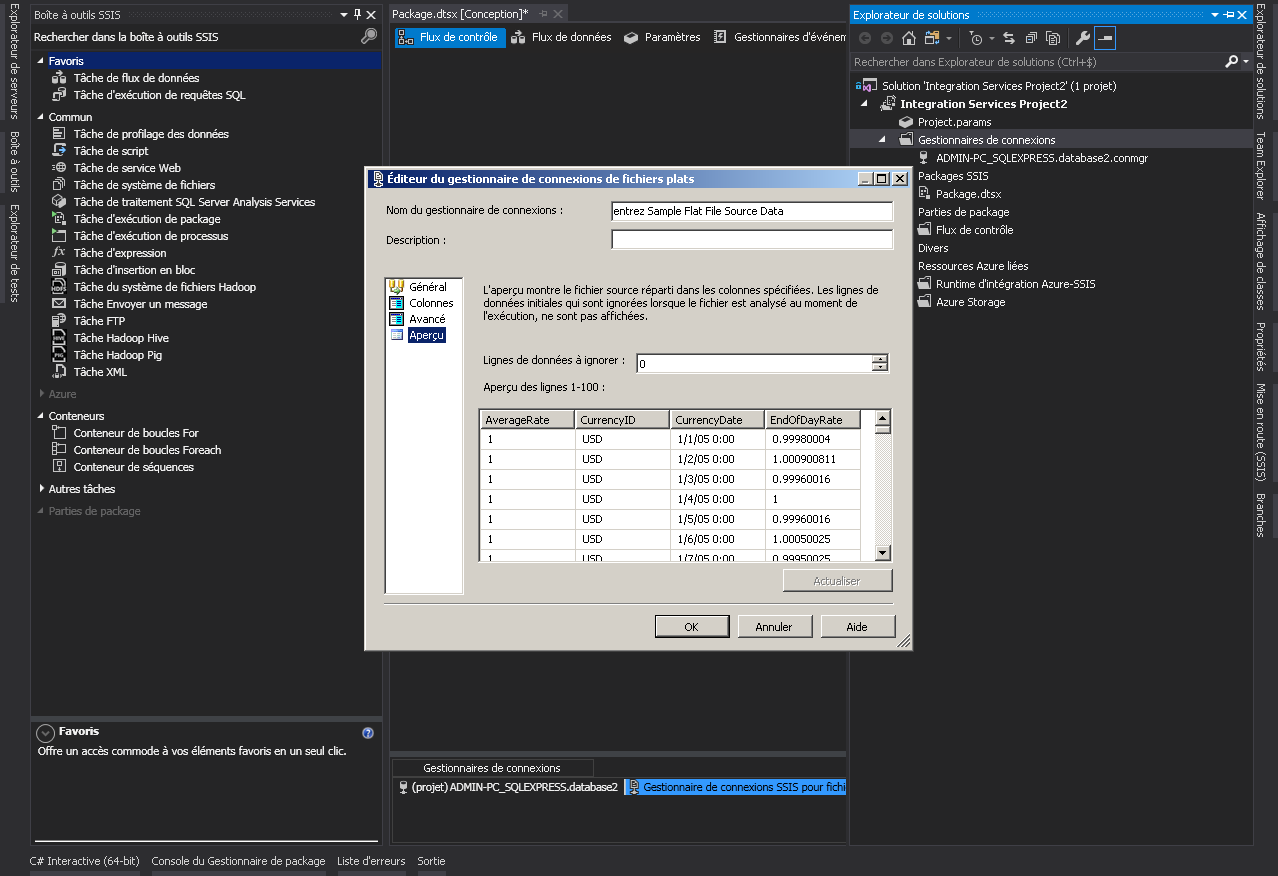 Explorateur de serveurs
Boîte à outils
Explorateur de tests
Boîte à outils SSIS
Rechercher dans la boîte à outils SSIS
Favoris
Tâche de flux de données
Tâche d'exécution de requêtes SQL
Commun
Tâche de profilage des données
Tâche de script
Tâche de service Web
Tâche de système de fichiers
Tâche de traitement SQL Server Analysis Services
Tâche d'exécution de package
Tâche d'exécution de processus
Tâche d'expression
Tâche d'insertion en bloc
Tâche du système de fichiers Hadoop
Tâche Envoyer un message
Tâche FTP
Tâche Hadoop Hive
Tâche Hadoop Pig
Tâche XML
Azure
Conteneurs
Conteneur de boucles For
Conteneur de boucles Foreach
Conteneur de séquences
Autres tâches
Parties de package
Favoris
Offre un accès commode à vos éléments favoris en un seul clic.
Package.dtsx [Conception]*
Flux de contrôle
Flux de données
Paramètres
Gestionnaires d'événem
Éditeur du gestionnaire de connexions de fichiers plats
Nom du gestionnaire de connexions :
entrez Sample Flat File Source Data
Description :
Général
Colonnes
Avancé
Aperçu
L'aperçu montre le fichier source réparti dans les colonnes spécifiées. Les lignes de
données initiales qui sont ignorées lorsque le fichier est analysé au moment de
l'exécution, ne sont pas affichées.
Lignes de données à ignorer :
0
Aperçu des lignes 1-100 :
AverageRate CurrencyID CurrencyDate EndOfDayRate
1 USD 1/1/05 0:00 0.99980004
1 USD 1/2/05 0:00 1.000900811
1 USD 1/3/05 0:00 0.99960016
1 USD 1/4/05 0:00 1
1 USD 1/5/05 0:00 0.99960016
1 USD 1/6/05 0:00 1.00050025
1 USD 1/7/05 0:00 0.99950025
Actualiser
OK
Annuler
Aide
Gestionnaires de connexions
(projet) ADMIN-PC_SQLEXPRESS.database2
Gestionnaire de connexions SSIS pour fichi
Explorateur de solutions
Rechercher dans Explorateur de solutions (Ctrl+$)
Solution 'Integration Services Project2' (1 projet)
Integration Services Project2
Project.params
Gestionnaires de connexions
ADMIN-PC_SQLEXPRESS.database2.conmgr
Packages SSIS
Package.dtsx
Parties de package
Flux de contrôle
Divers
Ressources Azure liées
Runtime d'intégration Azure-SSIS
Azure Storage
Explorateur de solutions
Team Explorer
Affichage de classes
Propriétés
Mise en route (SSIS)
Branches
C# Interactive (64-bit)
Console du Gestionnaire de package
Liste d'erreurs
Sortie